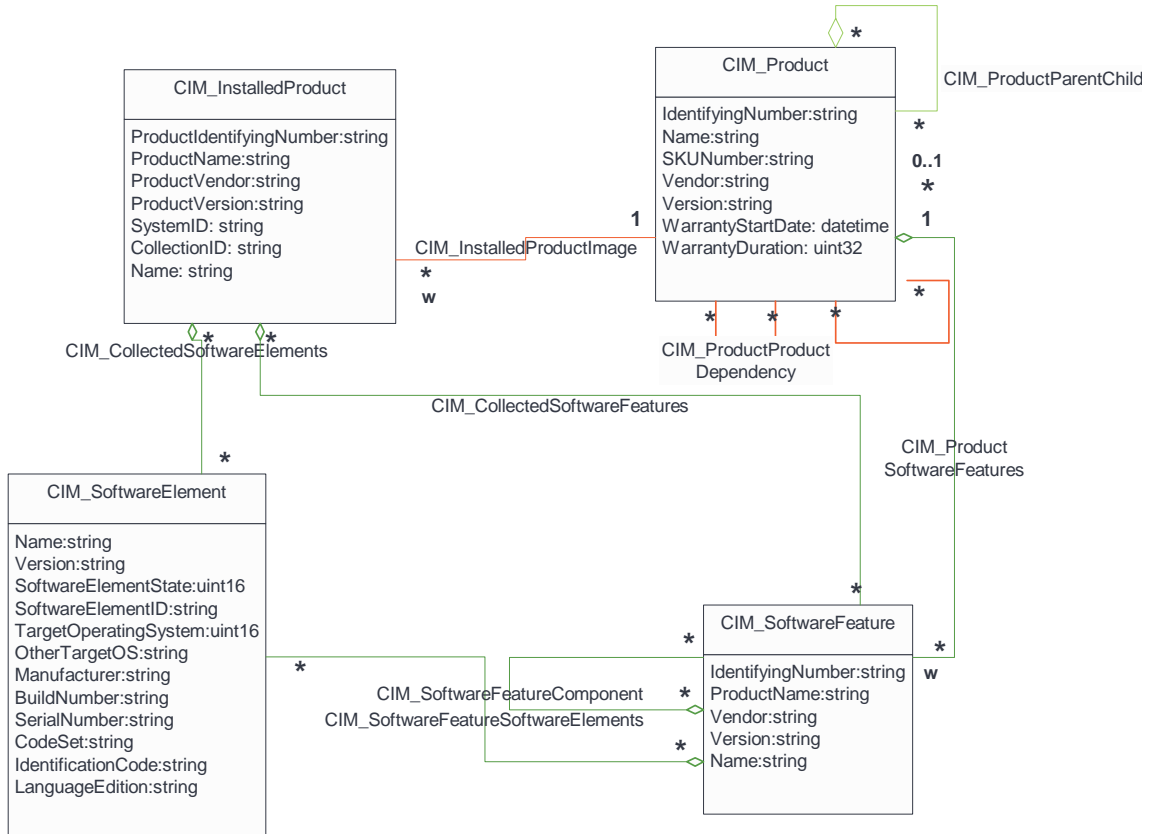 *
CIM_Product
CIM_ProductParentChild
CIM_InstalledProduct
IdentifyingNumber:string
Name:string
SKUNumber:string
Vendor:string
Version:string
WarrantyStartDate: datetime
WarrantyDuration: uint32
*
0..1
*
1
ProductIdentifyingNumber:string
ProductName:string
ProductVendor:string
ProductVersion:string
SystemID: string
CollectionID: string
Name: string
1
CIM_InstalledProductImage
*
w
*
*
*
*
CIM_ProductProduct
Dependency
*
*
CIM_CollectedSoftwareElements
CIM_CollectedSoftwareFeatures
CIM_Product
SoftwareFeatures
*
CIM_SoftwareElement
Name:string
Version:string
SoftwareElementState:uint16
SoftwareElementID:string
TargetOperatingSystem:uint16
OtherTargetOS:string
Manufacturer:string
BuildNumber:string
SerialNumber:string
CodeSet:string
IdentificationCode:string
LanguageEdition:string
*
CIM_SoftwareFeature
IdentifyingNumber:string
ProductName:string
Vendor:string
Version:string
Name:string
*
*
w
*
CIM_SoftwareFeatureComponent
*
CIM_SoftwareFeatureSoftwareElements
*